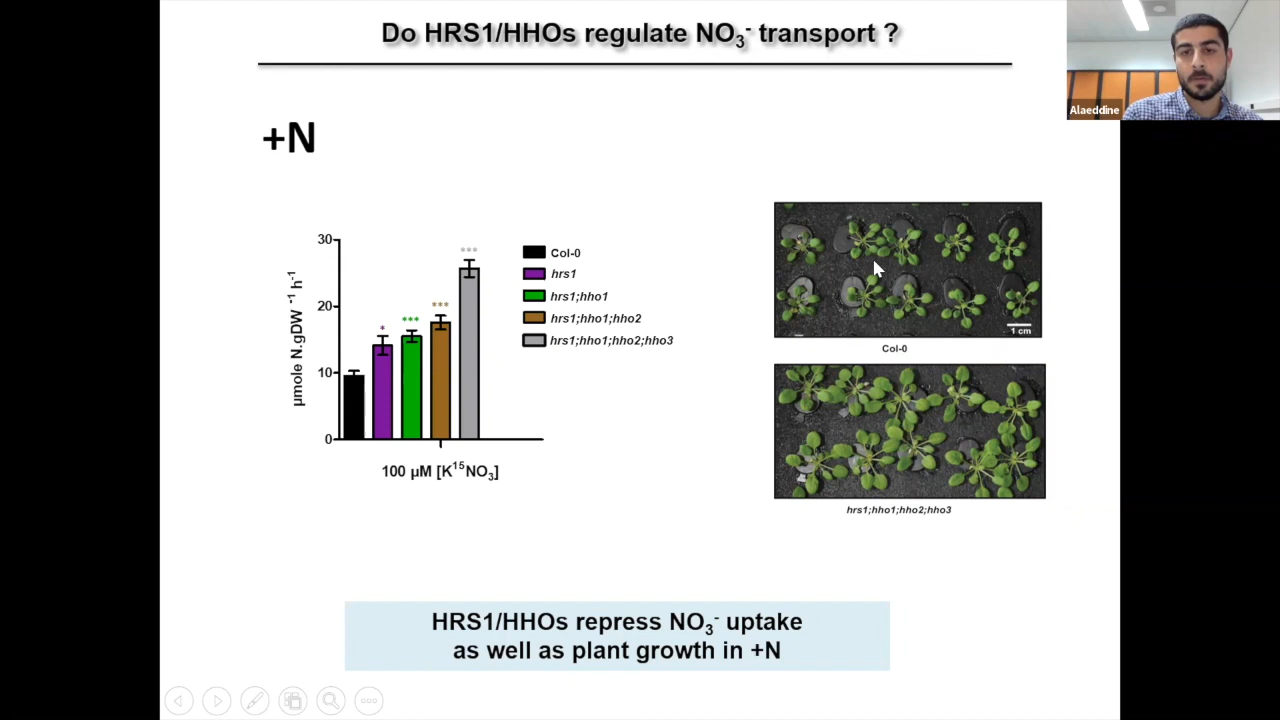 Do HRS1/HHOs regulate NO₃⁻ transport ?
Alaeddine
+N
30
20
10
0
µmole N.gDW ⁻¹ h⁻¹
*
***
***
***
100 µM [K¹⁵NO₃]
Col-0
hrs1
hrs1;hho1
hrs1;hho1;hho2
hrs1;hho1;hho2;hho3
1 cm
Col-0
hrs1;hho1;hho2;hho3
HRS1/HHOs repress NO₃⁻ uptake
as well as plant growth in +N